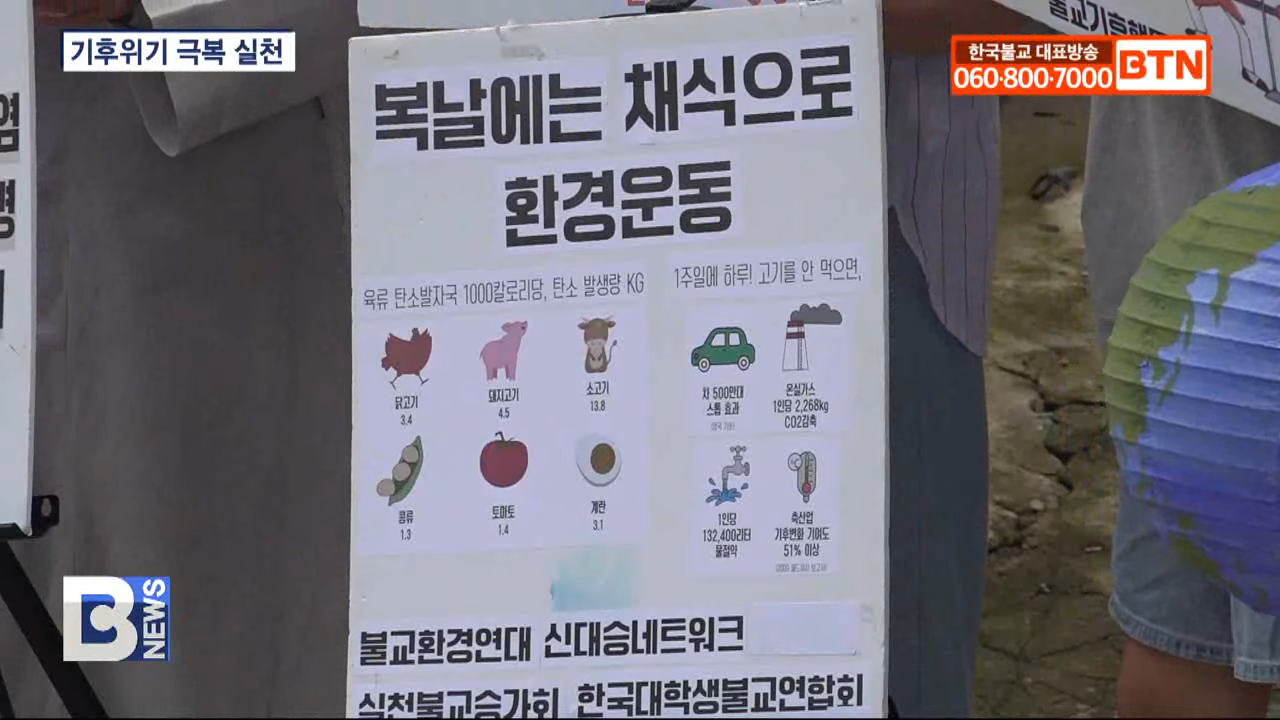 기후위기 극복 실천
한국불교 대표방송
060·800·7000
BTN
불교기후행동
염
병
복날에는 채식으로
환경운동
육류 탄소발자국 1000칼로리당, 탄소 발생량 KG
닭고기
3.4
돼지고기
4.5
소고기
13.8
콩류
1.3
토마토
1.4
계란
3.1
1주일에 하루! 고기를 안 먹으면,
차 500만대
스톱 효과
온실가스
1인당 2,268kg
CO2감축
1인당
132,400리터
물절약
축산업
기후변화 기여도
51% 이상
불교환경연대 신대승네트워크
실천불교승가회 한국대학생불교연합회
B NEWS